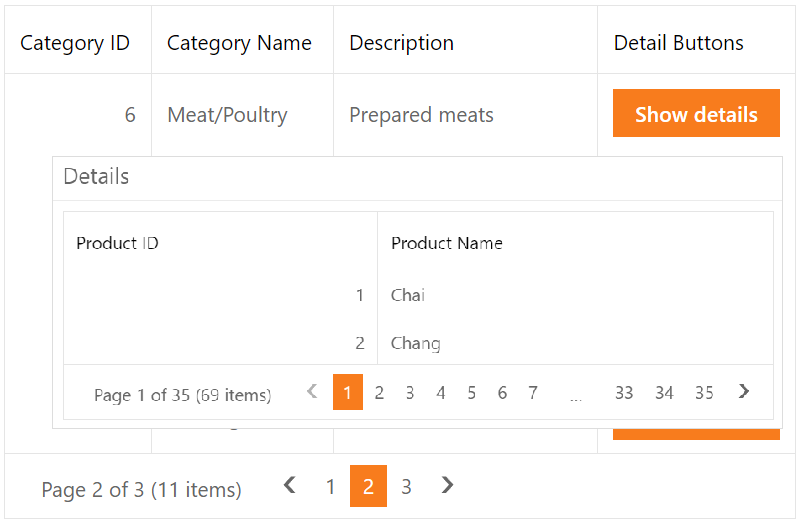 Category ID Category Name Description Detail Buttons
6 Meat/Poultry Prepared meats Show details
Details
Product ID Product Name
1 Chai
2 Chang
Page 1 of 35 (69 items) 1 2 3 4 5 6 7 ... 33 34 35
Page 2 of 3 (11 items) 1 2 3